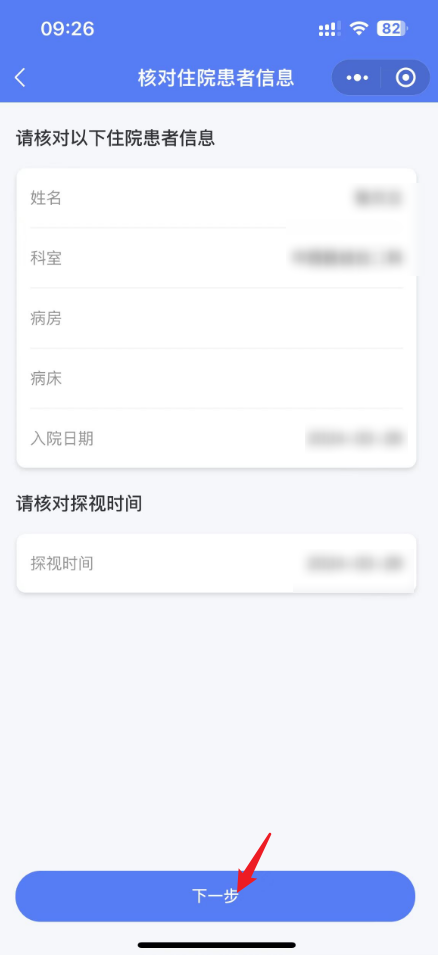 09:26
82
核对住院患者信息
请核对以下住院患者信息
姓名
科室
病房
病床
入院日期
请核对探视时间
探视时间
下一步